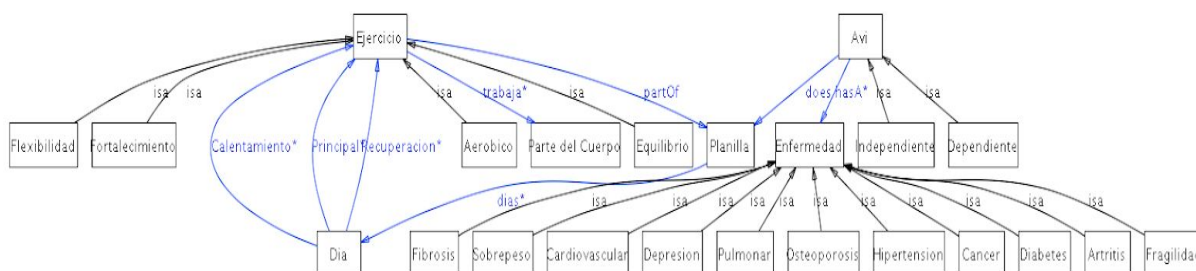 Ejercicio
Avi
isa
isa
trabaja*
isa
partOf
does
hasA*
isa
isa
isa
Flexibilidad
Fortalecimiento
Calentamiento*
Principal*
Recuperacion*
Aerobico
Parte del Cuerpo
Equilibrio
Planilla
Enfermedad
Independiente
Dependiente
dias*
isa
isa
isa
isa
isa
isa
isa
isa
isa
isa
isa
Dia
Fibrosis
Sobrepeso
Cardiovascular
Depresion
Pulmonar
Osteoporosis
Hipertension
Cancer
Diabetes
Artritis
Fragilidad